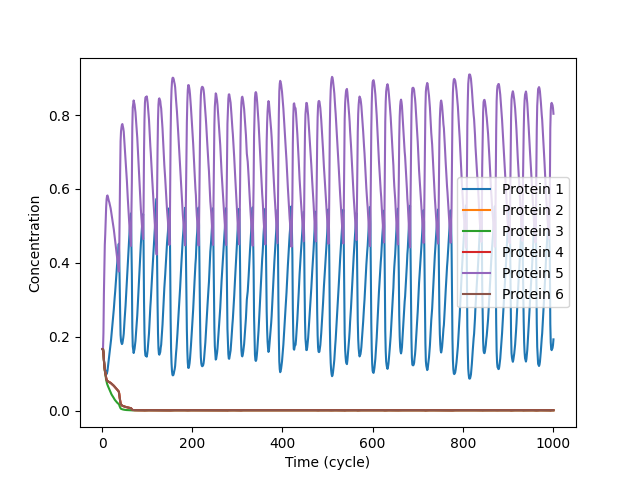 0.8
0.6
0.4
0.2
0.0
Concentration
0
200
400
600
800
1000
Time (cycle)
Protein 1
Protein 2
Protein 3
Protein 4
Protein 5
Protein 6